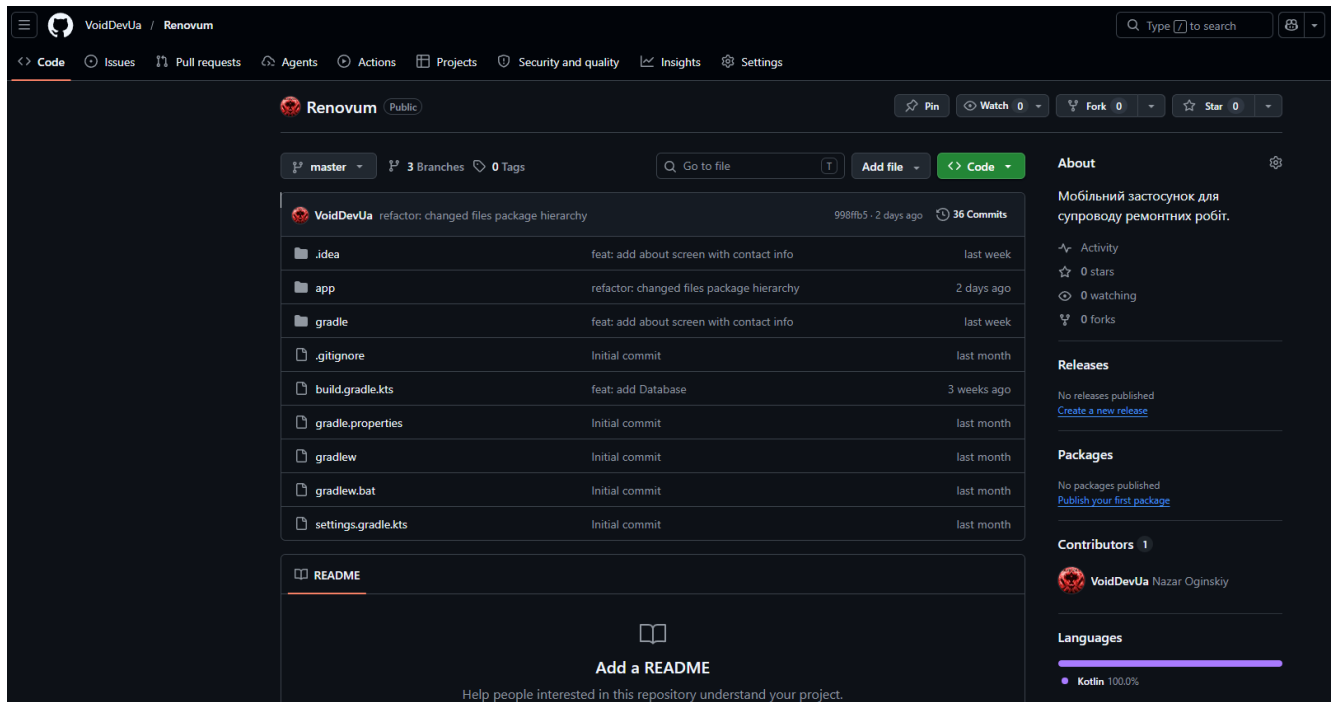 VoidDevUa / Renovum
Type / to search
Code Issues Pull requests Agents Actions Projects Security and quality Insights Settings
Renovum Public
Pin Watch 0 Fork 0 Star 0
master 3 Branches 0 Tags
Go to file T Add file Code
VoidDevUa refactor: changed files package hierarchy 998ffb5 · 2 days ago 36 Commits
.idea feat: add about screen with contact info last week
app refactor: changed files package hierarchy 2 days ago
gradle feat: add about screen with contact info last week
.gitignore Initial commit last month
build.gradle.kts feat: add Database 3 weeks ago
gradle.properties Initial commit last month
gradlew Initial commit last month
gradlew.bat Initial commit last month
settings.gradle.kts Initial commit last month
README
Add a README
Help people interested in this repository understand your project.
About
Мобільний застосунок для
супроводу ремонтних робіт.
Activity
0 stars
0 watching
0 forks
Releases
No releases published
Create a new release
Packages
No packages published
Publish your first package
Contributors 1
VoidDevUa Nazar Oginskiy
Languages
Kotlin 100.0%